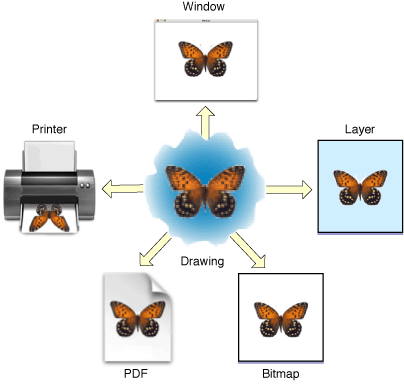 Window
Printer
Layer
Drawing
PDF
Bitmap